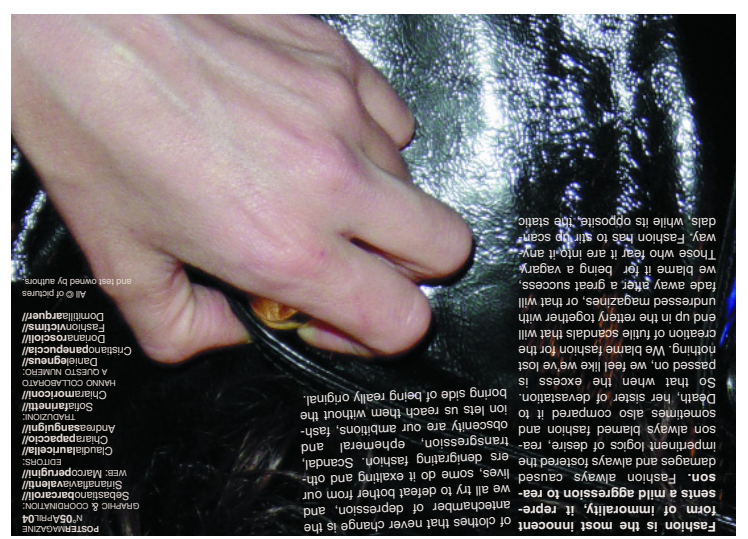 Fashion is the most innocent
form of immorality, it repre-
sents a mild aggression to rea-
son. Fashion always caused
damages and always fostered the
impertinent logics of desire, rea-
son always blamed fashion and
sometimes also compared it to
Death, her sister of devastation.
So that when the excess is
passed on, we feel like we've lost
nothing. We blame fashion for the
creation of futile scandals that will
end up in the rettery together with
undressed magazines, or that will
fade away after a great success,
we blame it for being a vagary.
Those who fear it are into it any-
way. Fashion has to stir up scan-
dals, while its opposite, the static
of clothes that never change is the
antechamber of depression, and
we all try to defeat bother from our
lives, some do it exalting and oth-
ers denigrating fashion. Scandal,
transgression, ephemeral and
obscenity are our ambitions, fash-
ion lets us reach them without the
boring side of being really original.
POSTERMAGAZINE
N°05APRIL04
GRAPHIC & COORDINATION:
Sebastianobarcaroli//
Sirianaflaviavalenti//
WEB: Marcoperugini//
EDITORS:
Claudialauricella//
Chiarapapaccio//
Andreasanguigni//
TRADUZIONI:
Sofiafarinetti//
Chiaramoriconi//
HANNO COLLABORATO
A QUESTO NUMERO:
Danielegneus//
Cristianopanepuccia//
Dorianaroscioli//
Fashionvictims//
Domitillaarquer//
All © of pictures
and test owned by authors.